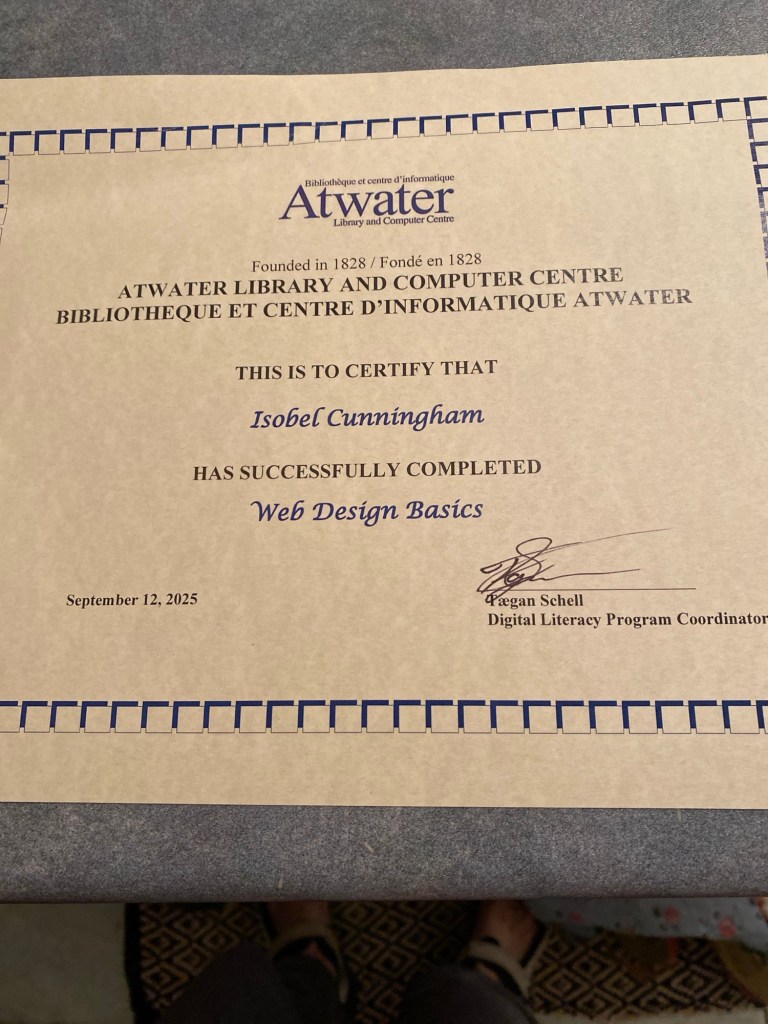 Bibliothèque et centre d'informatique
Atwater
Library and Computer Centre
Founded in 1828 / Fondé en 1828
ATWATER LIBRARY AND COMPUTER CENTRE
BIBLIOTHEQUE ET CENTRE D'INFORMATIQUE ATWATER
THIS IS TO CERTIFY THAT
Isobel Cunningham
HAS SUCCESSFULLY COMPLETED
Web Design Basics
September 12, 2025
Tægan Schell
Digital Literacy Program Coordinator